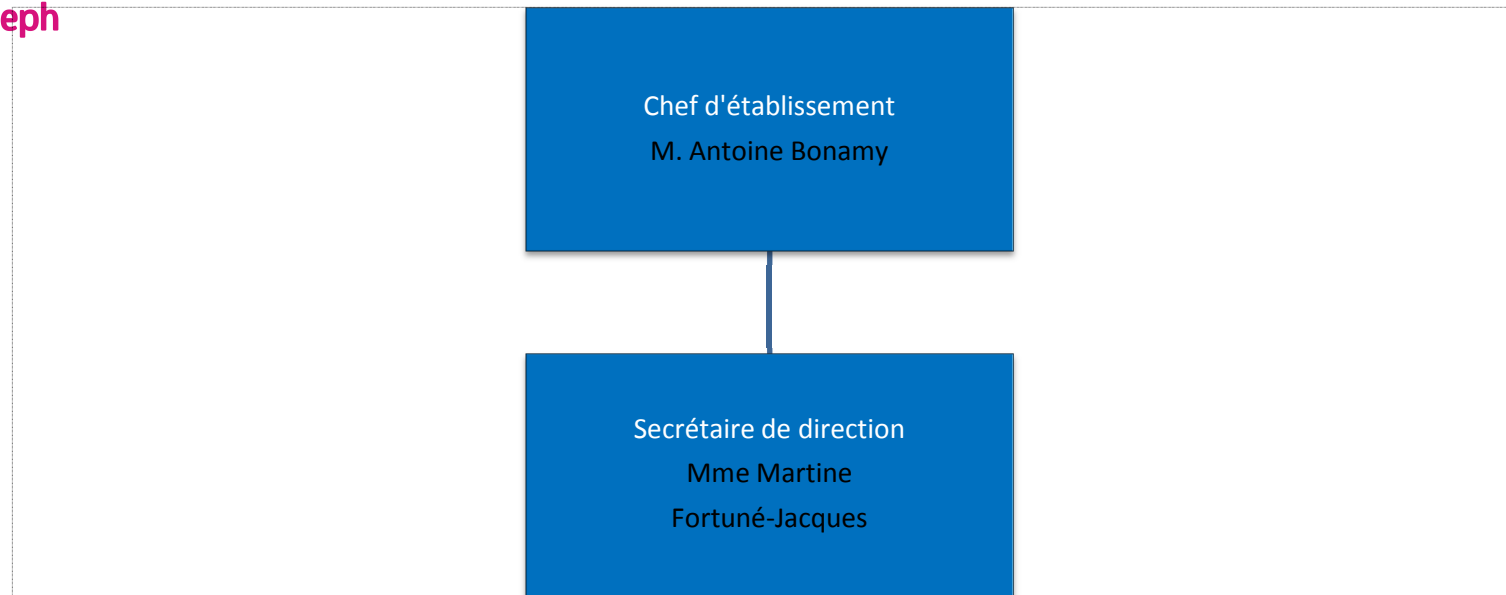 eph
Chef d'établissement
M. Antoine Bonamy
Secrétaire de direction
Mme Martine
Fortuné-Jacques